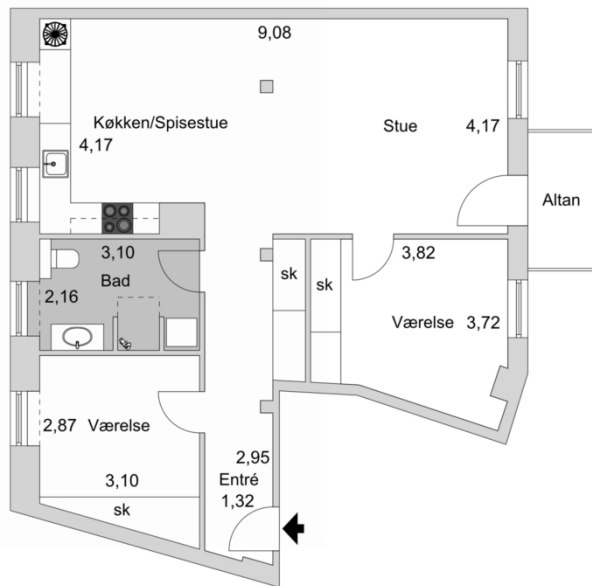 9,08
Køkken/Spisestue
4,17
Stue
4,17
Altan
3,10
Bad
2,16
sk
sk
3,82
Værelse 3,72
2,87 Værelse
3,10
sk
2,95
Entré
1,32